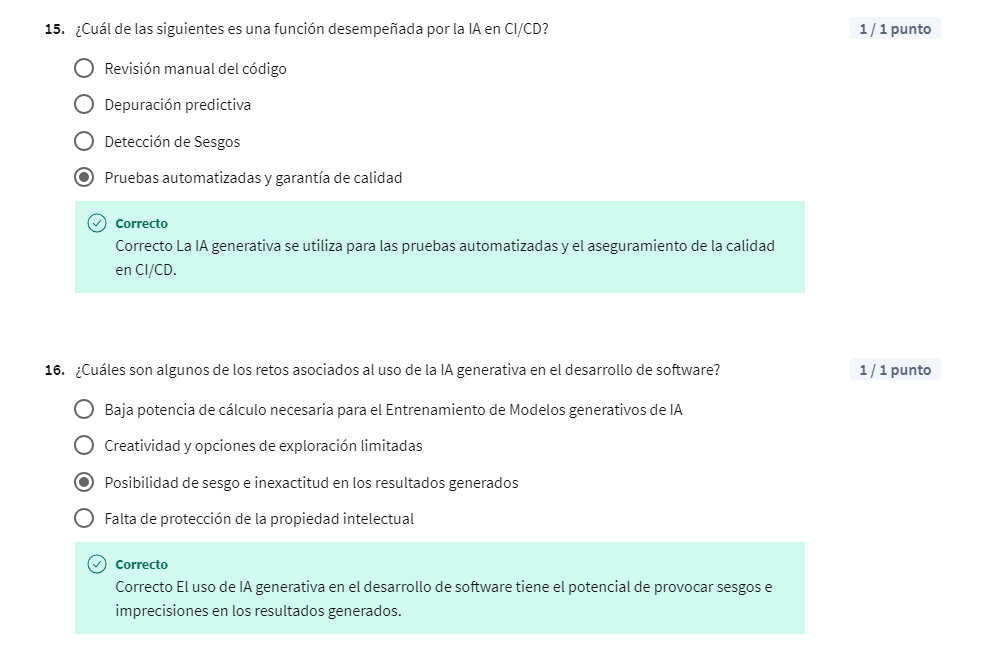 15. ¿Cuál de las siguientes es una función desempeñada por la IA en CI/CD?
1 / 1 punto
Revisión manual del código
Depuración predictiva
Detección de Sesgos
Pruebas automatizadas y garantía de calidad
Correcto
Correcto La IA generativa se utiliza para las pruebas automatizadas y el aseguramiento de la calidad
en CI/CD.
16. ¿Cuáles son algunos de los retos asociados al uso de la IA generativa en el desarrollo de software?
1 / 1 punto
Baja potencia de cálculo necesaria para el Entrenamiento de Modelos generativos de IA
Creatividad y opciones de exploración limitadas
Posibilidad de sesgo e inexactitud en los resultados generados
Falta de protección de la propiedad intelectual
Correcto
Correcto El uso de IA generativa en el desarrollo de software tiene el potencial de provocar sesgos e
imprecisiones en los resultados generados.